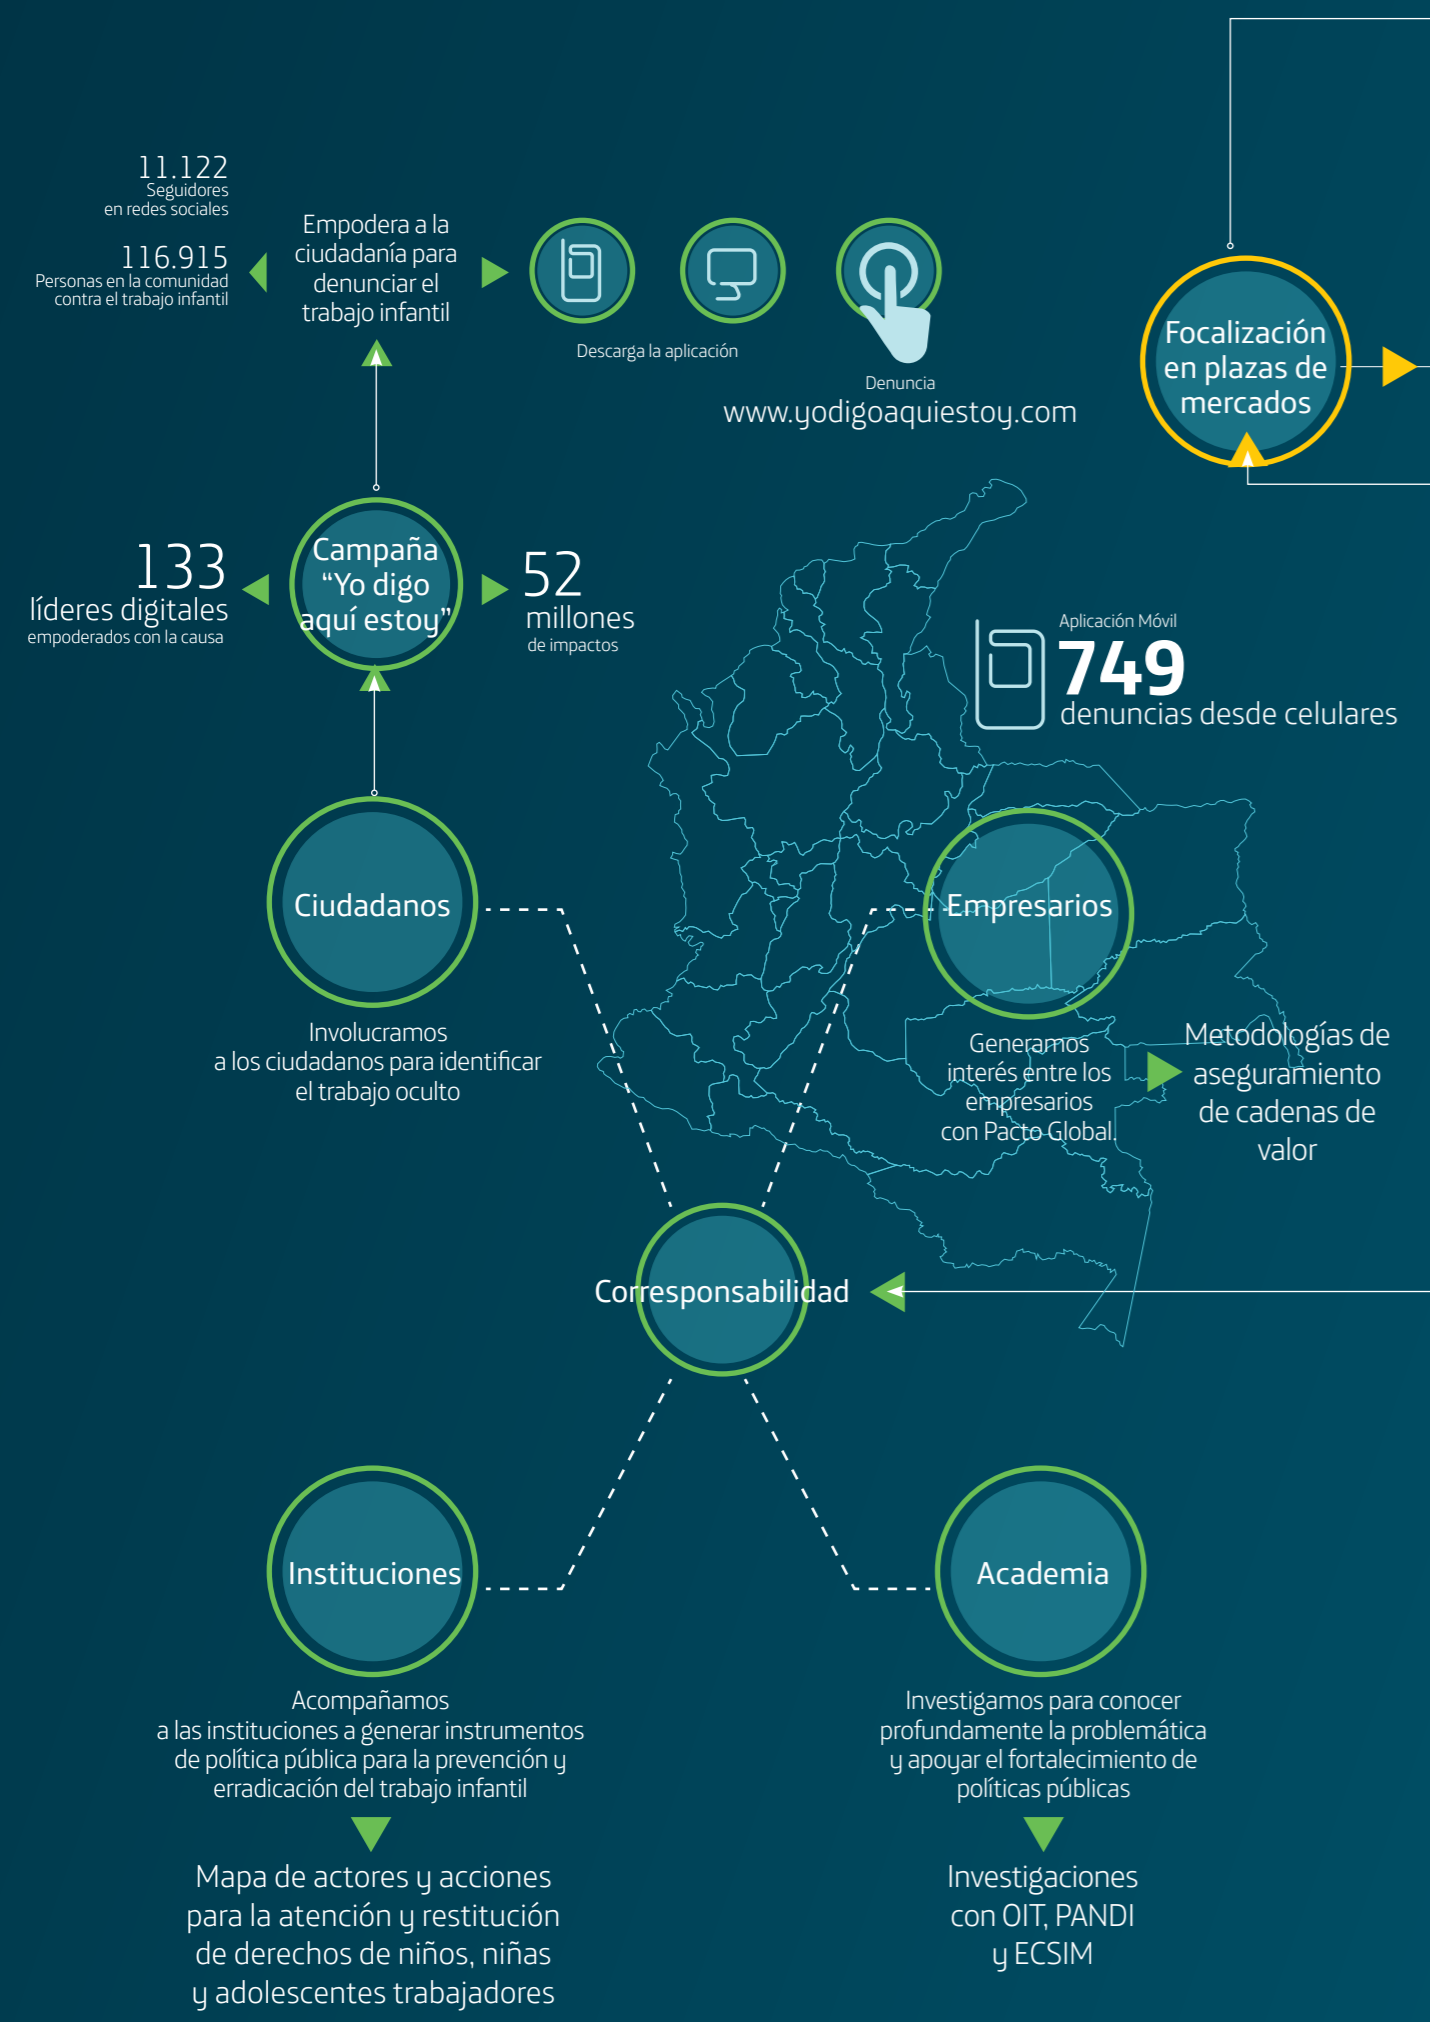 11.122
Seguidores
en redes sociales
116.915
Personas en la comunidad
contra el trabajo infantil
Empodera a la
ciudadanía para
denunciar el
trabajo infantil
Descarga la aplicación
Denuncia
www.yodigoaquiestoy.com
Focalización
en plazas de
mercados
133
líderes digitales
empoderados con la causa
Campaña
“Yo digo
aquí estoy”
52
millones
de impactos
Aplicación Móvil
749
denuncias desde celulares
Ciudadanos
Involucramos
a los ciudadanos para identificar
el trabajo oculto
Empresarios
Generamos
interés entre los
empresarios
con Pacto Global.
Metodologías de
aseguramiento
de cadenas de
valor
Corresponsabilidad
Instituciones
Acompañamos
a las instituciones a generar instrumentos
de política pública para la prevención y
erradicación del trabajo infantil
Mapa de actores y acciones
para la atención y restitución
de derechos de niños, niñas
y adolescentes trabajadores
Academia
Investigamos para conocer
profundamente la problemática
y apoyar el fortalecimiento de
políticas públicas
Investigaciones
con OIT, PANDI
y ECSIM